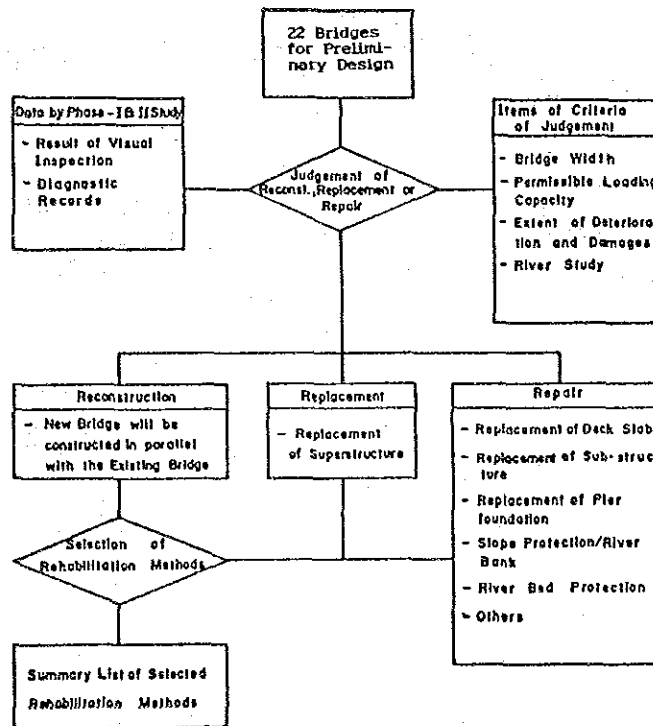 22 Bridges
for Prelimi-
nary Design
Data by Phase - I & II Study
- Result of Visual
Inspection
- Diagnostic
Records
Judgement of
Reconst., Replacement or
Repair
Items of Criteria
of Judgement
- Bridge Width
- Permissible Loading
Capacity
- Extent of Deteriora-
tion and Damages
- River Study
Reconstruction
- New Bridge will be
constructed in parallel
with the Existing Bridge
Replacement
- Replacement
of Superstructure
Repair
- Replacement of Deck Slab
- Replacement of Sub-struc
ture
- Replacement of Pier
foundation
- Slope Protection/River
Bank
- River Bed Protection
- Others
Selection of
Rehabilitation Methods
Summary List of Selected
Rehabilitation Methods